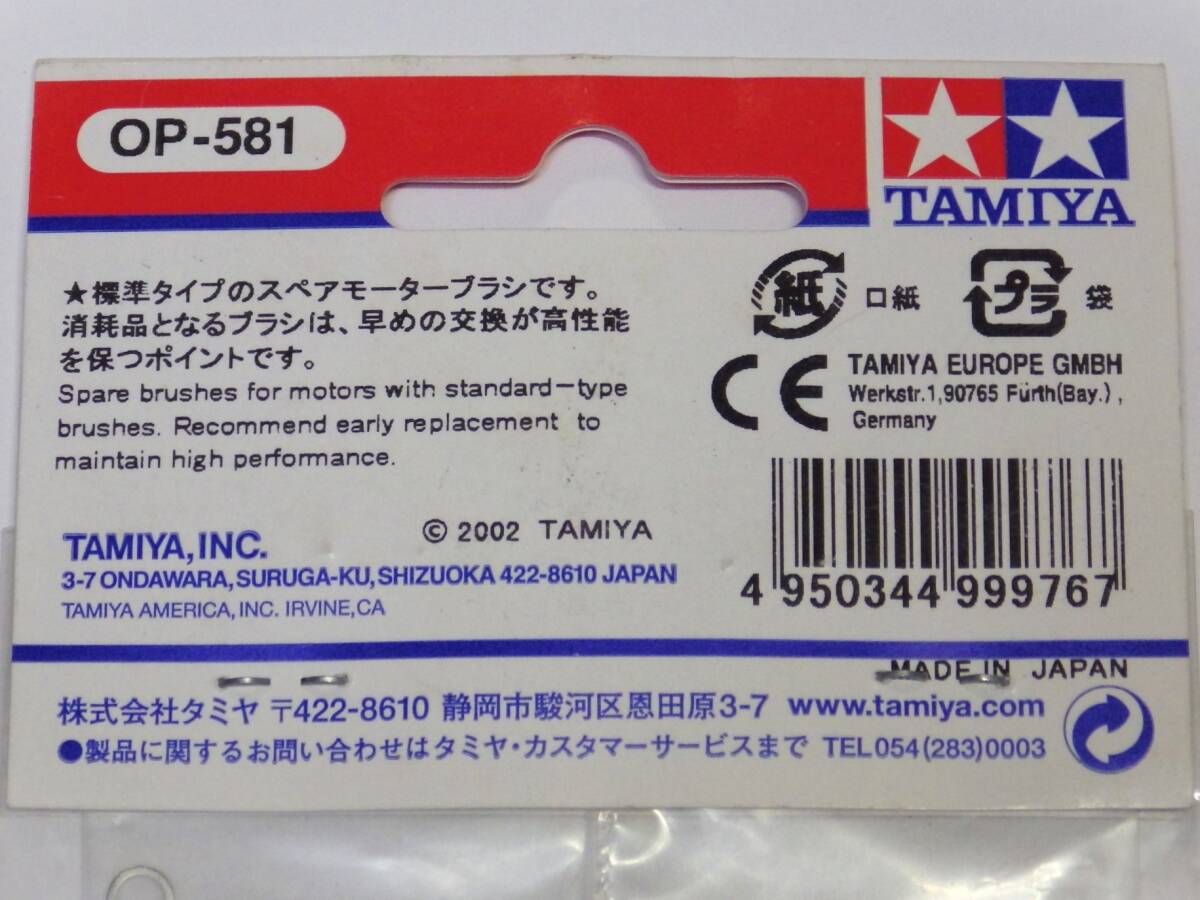 OP-581
TAMIYA
★標準タイプのスペアモーターブラシです。
消耗品となるブラシは、早めの交換が高性能
を保つポイントです。
Spare brushes for motors with standard-type
brushes. Recommend early replacement to
maintain high performance.
紙 口紙 プラ 袋
CE TAMIYA EUROPE GMBH
Werkstr.1,90765 Fürth(Bay.),
Germany
© 2002 TAMIYA
TAMIYA,INC.
3-7 ONDAWARA,SURUGA-KU,SHIZUOKA 422-8610 JAPAN
TAMIYA AMERICA,INC. IRVINE,CA
4 950344 999767
MADE IN JAPAN
株式会社タミヤ 〒422-8610 静岡市駿河区恩田原3-7 www.tamiya.com
●製品に関するお問い合わせはタミヤ・カスタマーサービスまで TEL054(283)0003